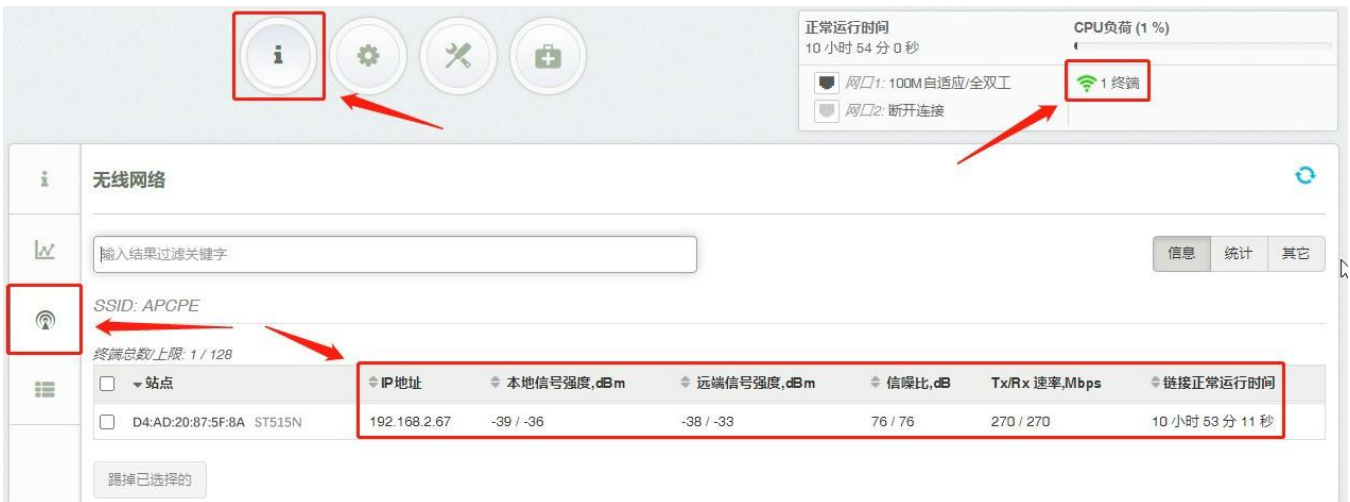 正常运行时间
CPU负荷 (1 %)
10 小时 54 分 0 秒
网口1: 100M自适应/全双工
1 终端
网口2: 断开连接
无线网络
输入结果过滤关键字
信息 统计 其它
SSID: APCPE
终端总数/上限: 1 / 128
站点 IP地址 本地信号强度,dBm 远端信号强度,dBm 信噪比,dB Tx/Rx 速率,Mbps 链接正常运行时间
D4:AD:20:87:5F:8A ST515N 192.168.2.67 -39 / -36 -38 / -33 76 / 76 270 / 270 10 小时 53 分 11 秒
踢掉已选择的